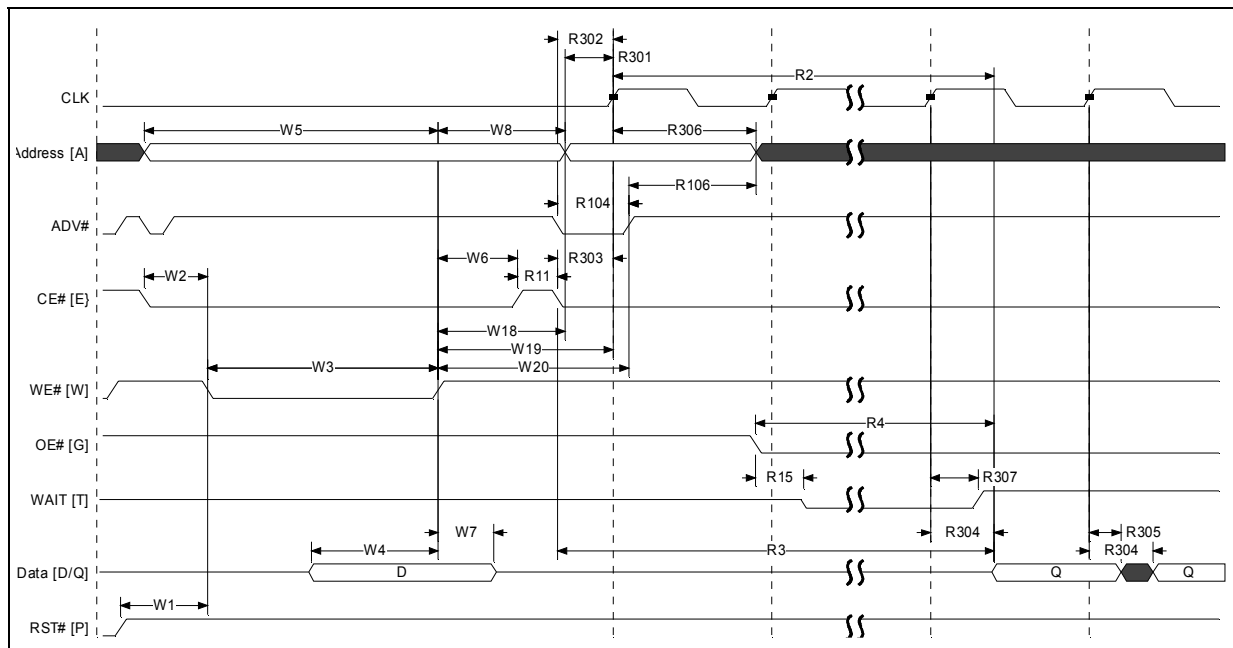 R302
R301
R2
CLK
W5
W8
R306
Address [A]
R106
R104
ADV#
W6
R303
W2
R11
CE# [E}
W18
W19
W3
W20
WE# [W]
R4
OE# [G]
R15
R307
WAIT [T]
W7
R304
R305
W4
R3
R304
Data [D/Q]
D
Q
Q
W1
RST# [P]